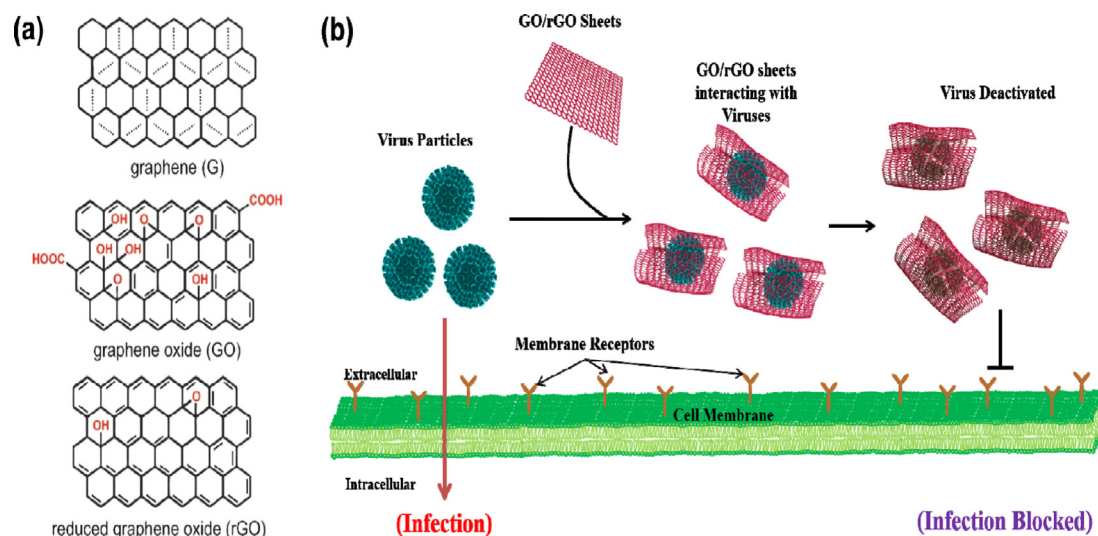 (a)
graphene (G)
COOH
OH
O
O
HOOC
OH
OH
O
OH
graphene oxide (GO)
O
OH
reduced graphene oxide (rGO)
(b)
GO/rGO Sheets
GO/rGO sheets
interacting with
Viruses
Virus Deactivated
Virus Particles
Membrane Receptors
Extracellular
Cell Membrane
Intracellular
(Infection)
(Infection Blocked)